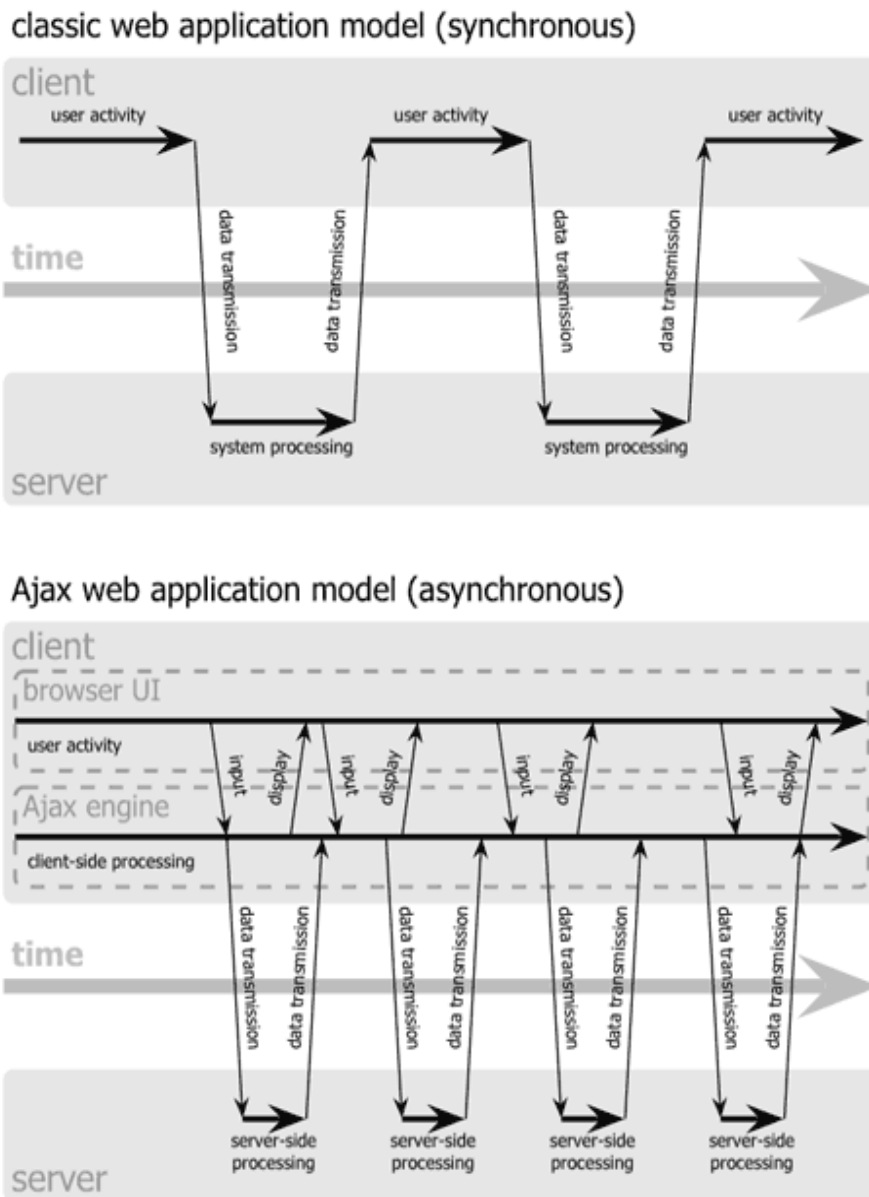 classic web application model (synchronous)
client
user activity
user activity
user activity
data transmission
data transmission
data transmission
data transmission
time
system processing
system processing
server
Ajax web application model (asynchronous)
client
browser UI
user activity
input
display
input
display
input
display
input
display
Ajax engine
client-side processing
data transmission
data transmission
data transmission
data transmission
data transmission
data transmission
data transmission
data transmission
time
server-side
processing
server-side
processing
server-side
processing
server-side
processing
server